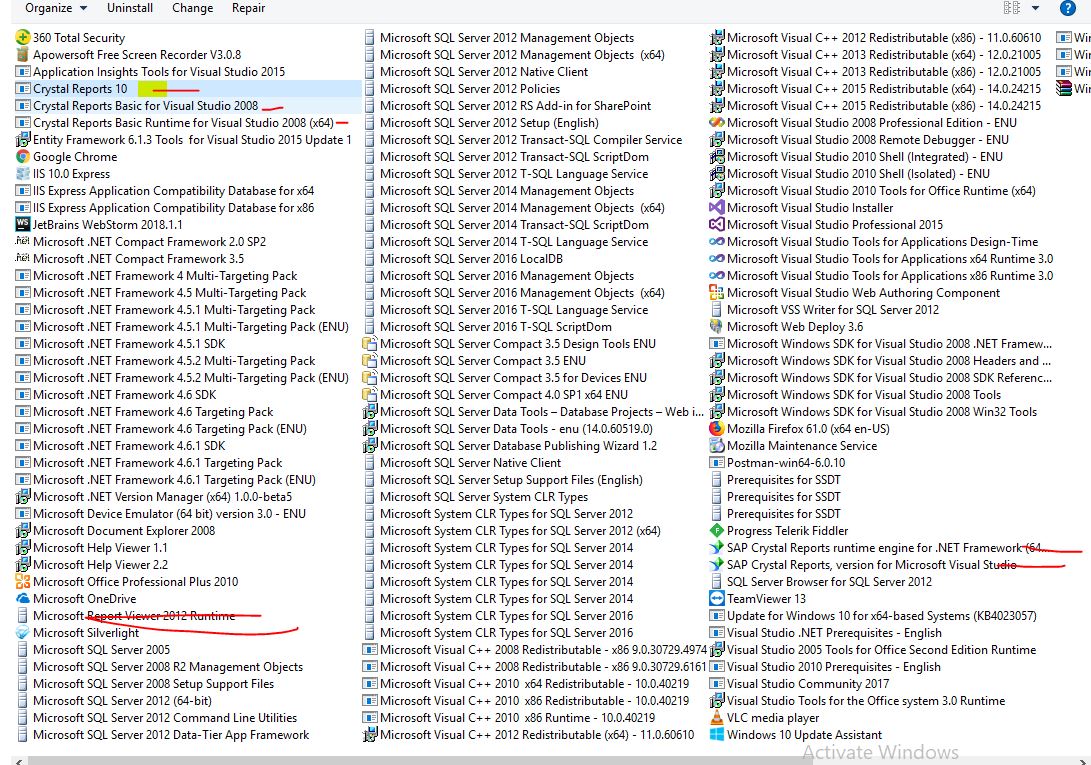 Organize Uninstall Change Repair
360 Total Security
Apowersoft Free Screen Recorder V3.0.8
Application Insights Tools for Visual Studio 2015
Crystal Reports 10
Crystal Reports Basic for Visual Studio 2008
Crystal Reports Basic Runtime for Visual Studio 2008 (x64)
Entity Framework 6.1.3 Tools for Visual Studio 2015 Update 1
Google Chrome
IIS 10.0 Express
IIS Express Application Compatibility Database for x64
IIS Express Application Compatibility Database for x86
JetBrains WebStorm 2018.1.1
Microsoft .NET Compact Framework 2.0 SP2
Microsoft .NET Compact Framework 3.5
Microsoft .NET Framework 4 Multi-Targeting Pack
Microsoft .NET Framework 4.5 Multi-Targeting Pack
Microsoft .NET Framework 4.5.1 Multi-Targeting Pack
Microsoft .NET Framework 4.5.1 Multi-Targeting Pack (ENU)
Microsoft .NET Framework 4.5.1 SDK
Microsoft .NET Framework 4.5.2 Multi-Targeting Pack
Microsoft .NET Framework 4.5.2 Multi-Targeting Pack (ENU)
Microsoft .NET Framework 4.6 SDK
Microsoft .NET Framework 4.6 Targeting Pack
Microsoft .NET Framework 4.6 Targeting Pack (ENU)
Microsoft .NET Framework 4.6.1 SDK
Microsoft .NET Framework 4.6.1 Targeting Pack
Microsoft .NET Framework 4.6.1 Targeting Pack (ENU)
Microsoft .NET Version Manager (x64) 1.0.0-beta5
Microsoft Device Emulator (64 bit) version 3.0 - ENU
Microsoft Document Explorer 2008
Microsoft Help Viewer 1.1
Microsoft Help Viewer 2.2
Microsoft Office Professional Plus 2010
Microsoft OneDrive
Microsoft Report Viewer 2012 Runtime
Microsoft Silverlight
Microsoft SQL Server 2005
Microsoft SQL Server 2008 R2 Management Objects
Microsoft SQL Server 2008 Setup Support Files
Microsoft SQL Server 2012 (64-bit)
Microsoft SQL Server 2012 Command Line Utilities
Microsoft SQL Server 2012 Data-Tier App Framework
Microsoft SQL Server 2012 Management Objects
Microsoft SQL Server 2012 Management Objects (x64)
Microsoft SQL Server 2012 Native Client
Microsoft SQL Server 2012 Policies
Microsoft SQL Server 2012 RS Add-in for SharePoint
Microsoft SQL Server 2012 Setup (English)
Microsoft SQL Server 2012 Transact-SQL Compiler Service
Microsoft SQL Server 2012 Transact-SQL ScriptDom
Microsoft SQL Server 2012 T-SQL Language Service
Microsoft SQL Server 2014 Management Objects
Microsoft SQL Server 2014 Management Objects (x64)
Microsoft SQL Server 2014 Transact-SQL ScriptDom
Microsoft SQL Server 2014 T-SQL Language Service
Microsoft SQL Server 2016 LocalDB
Microsoft SQL Server 2016 Management Objects
Microsoft SQL Server 2016 Management Objects (x64)
Microsoft SQL Server 2016 T-SQL Language Service
Microsoft SQL Server 2016 T-SQL ScriptDom
Microsoft SQL Server Compact 3.5 Design Tools ENU
Microsoft SQL Server Compact 3.5 ENU
Microsoft SQL Server Compact 3.5 for Devices ENU
Microsoft SQL Server Compact 4.0 SP1 x64 ENU
Microsoft SQL Server Data Tools – Database Projects – Web i...
Microsoft SQL Server Data Tools - enu (14.0.60519.0)
Microsoft SQL Server Database Publishing Wizard 1.2
Microsoft SQL Server Native Client
Microsoft SQL Server Setup Support Files (English)
Microsoft SQL Server System CLR Types
Microsoft System CLR Types for SQL Server 2012
Microsoft System CLR Types for SQL Server 2012 (x64)
Microsoft System CLR Types for SQL Server 2014
Microsoft System CLR Types for SQL Server 2014
Microsoft System CLR Types for SQL Server 2014
Microsoft System CLR Types for SQL Server 2014
Microsoft System CLR Types for SQL Server 2016
Microsoft System CLR Types for SQL Server 2016
Microsoft Visual C++ 2008 Redistributable - x86 9.0.30729.4974
Microsoft Visual C++ 2008 Redistributable - x86 9.0.30729.6161
Microsoft Visual C++ 2010 x64 Redistributable - 10.0.40219
Microsoft Visual C++ 2010 x86 Redistributable - 10.0.40219
Microsoft Visual C++ 2010 x86 Runtime - 10.0.40219
Microsoft Visual C++ 2012 Redistributable (x64) - 11.0.60610
Microsoft Visual C++ 2012 Redistributable (x86) - 11.0.60610
Microsoft Visual C++ 2013 Redistributable (x64) - 12.0.21005
Microsoft Visual C++ 2013 Redistributable (x86) - 12.0.21005
Microsoft Visual C++ 2015 Redistributable (x64) - 14.0.24215
Microsoft Visual C++ 2015 Redistributable (x86) - 14.0.24215
Microsoft Visual Studio 2008 Professional Edition - ENU
Microsoft Visual Studio 2008 Remote Debugger - ENU
Microsoft Visual Studio 2010 Shell (Integrated) - ENU
Microsoft Visual Studio 2010 Shell (Isolated) - ENU
Microsoft Visual Studio 2010 Tools for Office Runtime (x64)
Microsoft Visual Studio Installer
Microsoft Visual Studio Professional 2015
Microsoft Visual Studio Tools for Applications Design-Time
Microsoft Visual Studio Tools for Applications x64 Runtime 3.0
Microsoft Visual Studio Tools for Applications x86 Runtime 3.0
Microsoft Visual Studio Web Authoring Component
Microsoft VSS Writer for SQL Server 2012
Microsoft Web Deploy 3.6
Microsoft Windows SDK for Visual Studio 2008 .NET Framew...
Microsoft Windows SDK for Visual Studio 2008 Headers and ...
Microsoft Windows SDK for Visual Studio 2008 SDK Referenc...
Microsoft Windows SDK for Visual Studio 2008 Tools
Microsoft Windows SDK for Visual Studio 2008 Win32 Tools
Mozilla Firefox 61.0 (x64 en-US)
Mozilla Maintenance Service
Postman-win64-6.0.10
Prerequisites for SSDT
Prerequisites for SSDT
Prerequisites for SSDT
Progress Telerik Fiddler
SAP Crystal Reports runtime engine for .NET Framework (64...
SAP Crystal Reports, version for Microsoft Visual Studio
SQL Server Browser for SQL Server 2012
TeamViewer 13
Update for Windows 10 for x64-based Systems (KB4023057)
Visual Studio .NET Prerequisites - English
Visual Studio 2005 Tools for Office Second Edition Runtime
Visual Studio 2010 Prerequisites - English
Visual Studio Community 2017
Visual Studio Tools for the Office system 3.0 Runtime
VLC media player
Windows 10 Update Assistant
Win
Win
Win
Win
Activate Windows